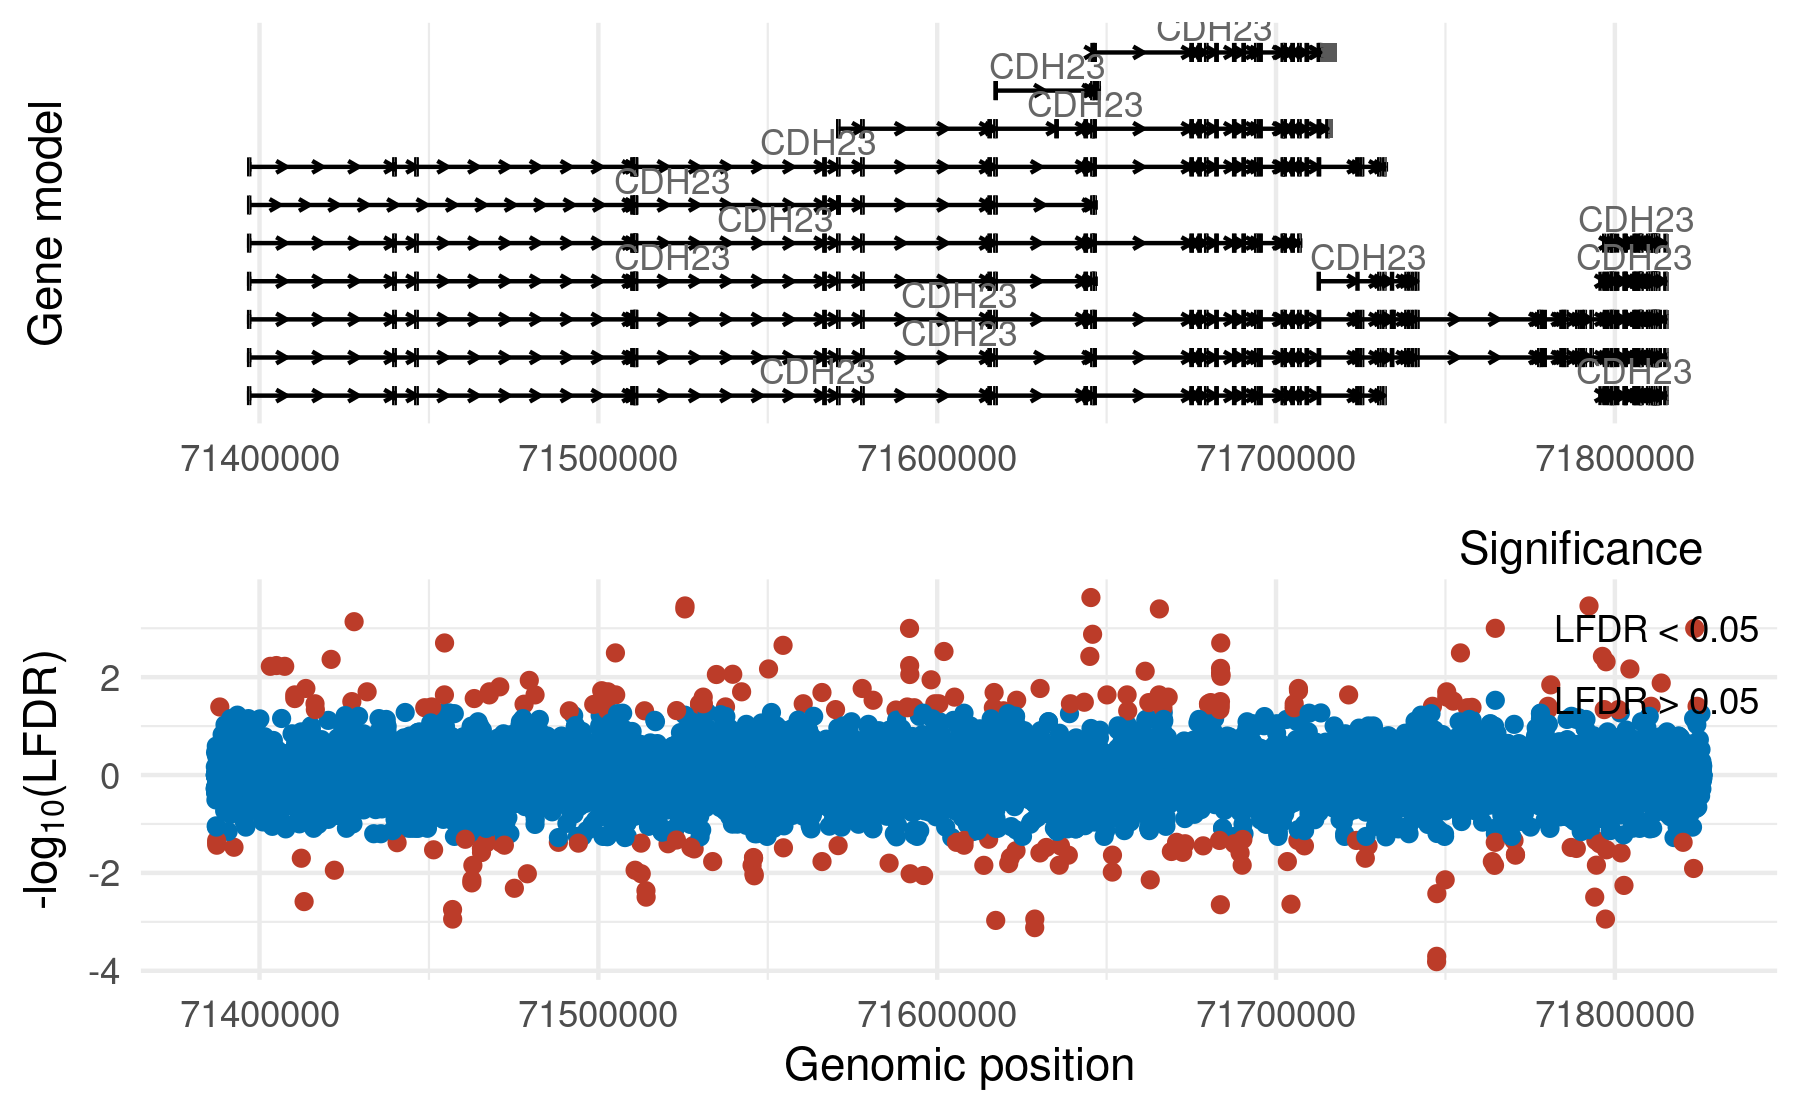 CDH23
CDH23
CDH23
CDH23
CDH23
CDH23 CDH23
CDH23 CDH23 CDH23
CDH23
CDH23
CDH23 CDH23
Gene model
71400000 71500000 71600000 71700000 71800000
Significance
LFDR < 0.05
LFDR > 0.05
2
0
-2
-4
-log10(LFDR)
71400000 71500000 71600000 71700000 71800000
Genomic position